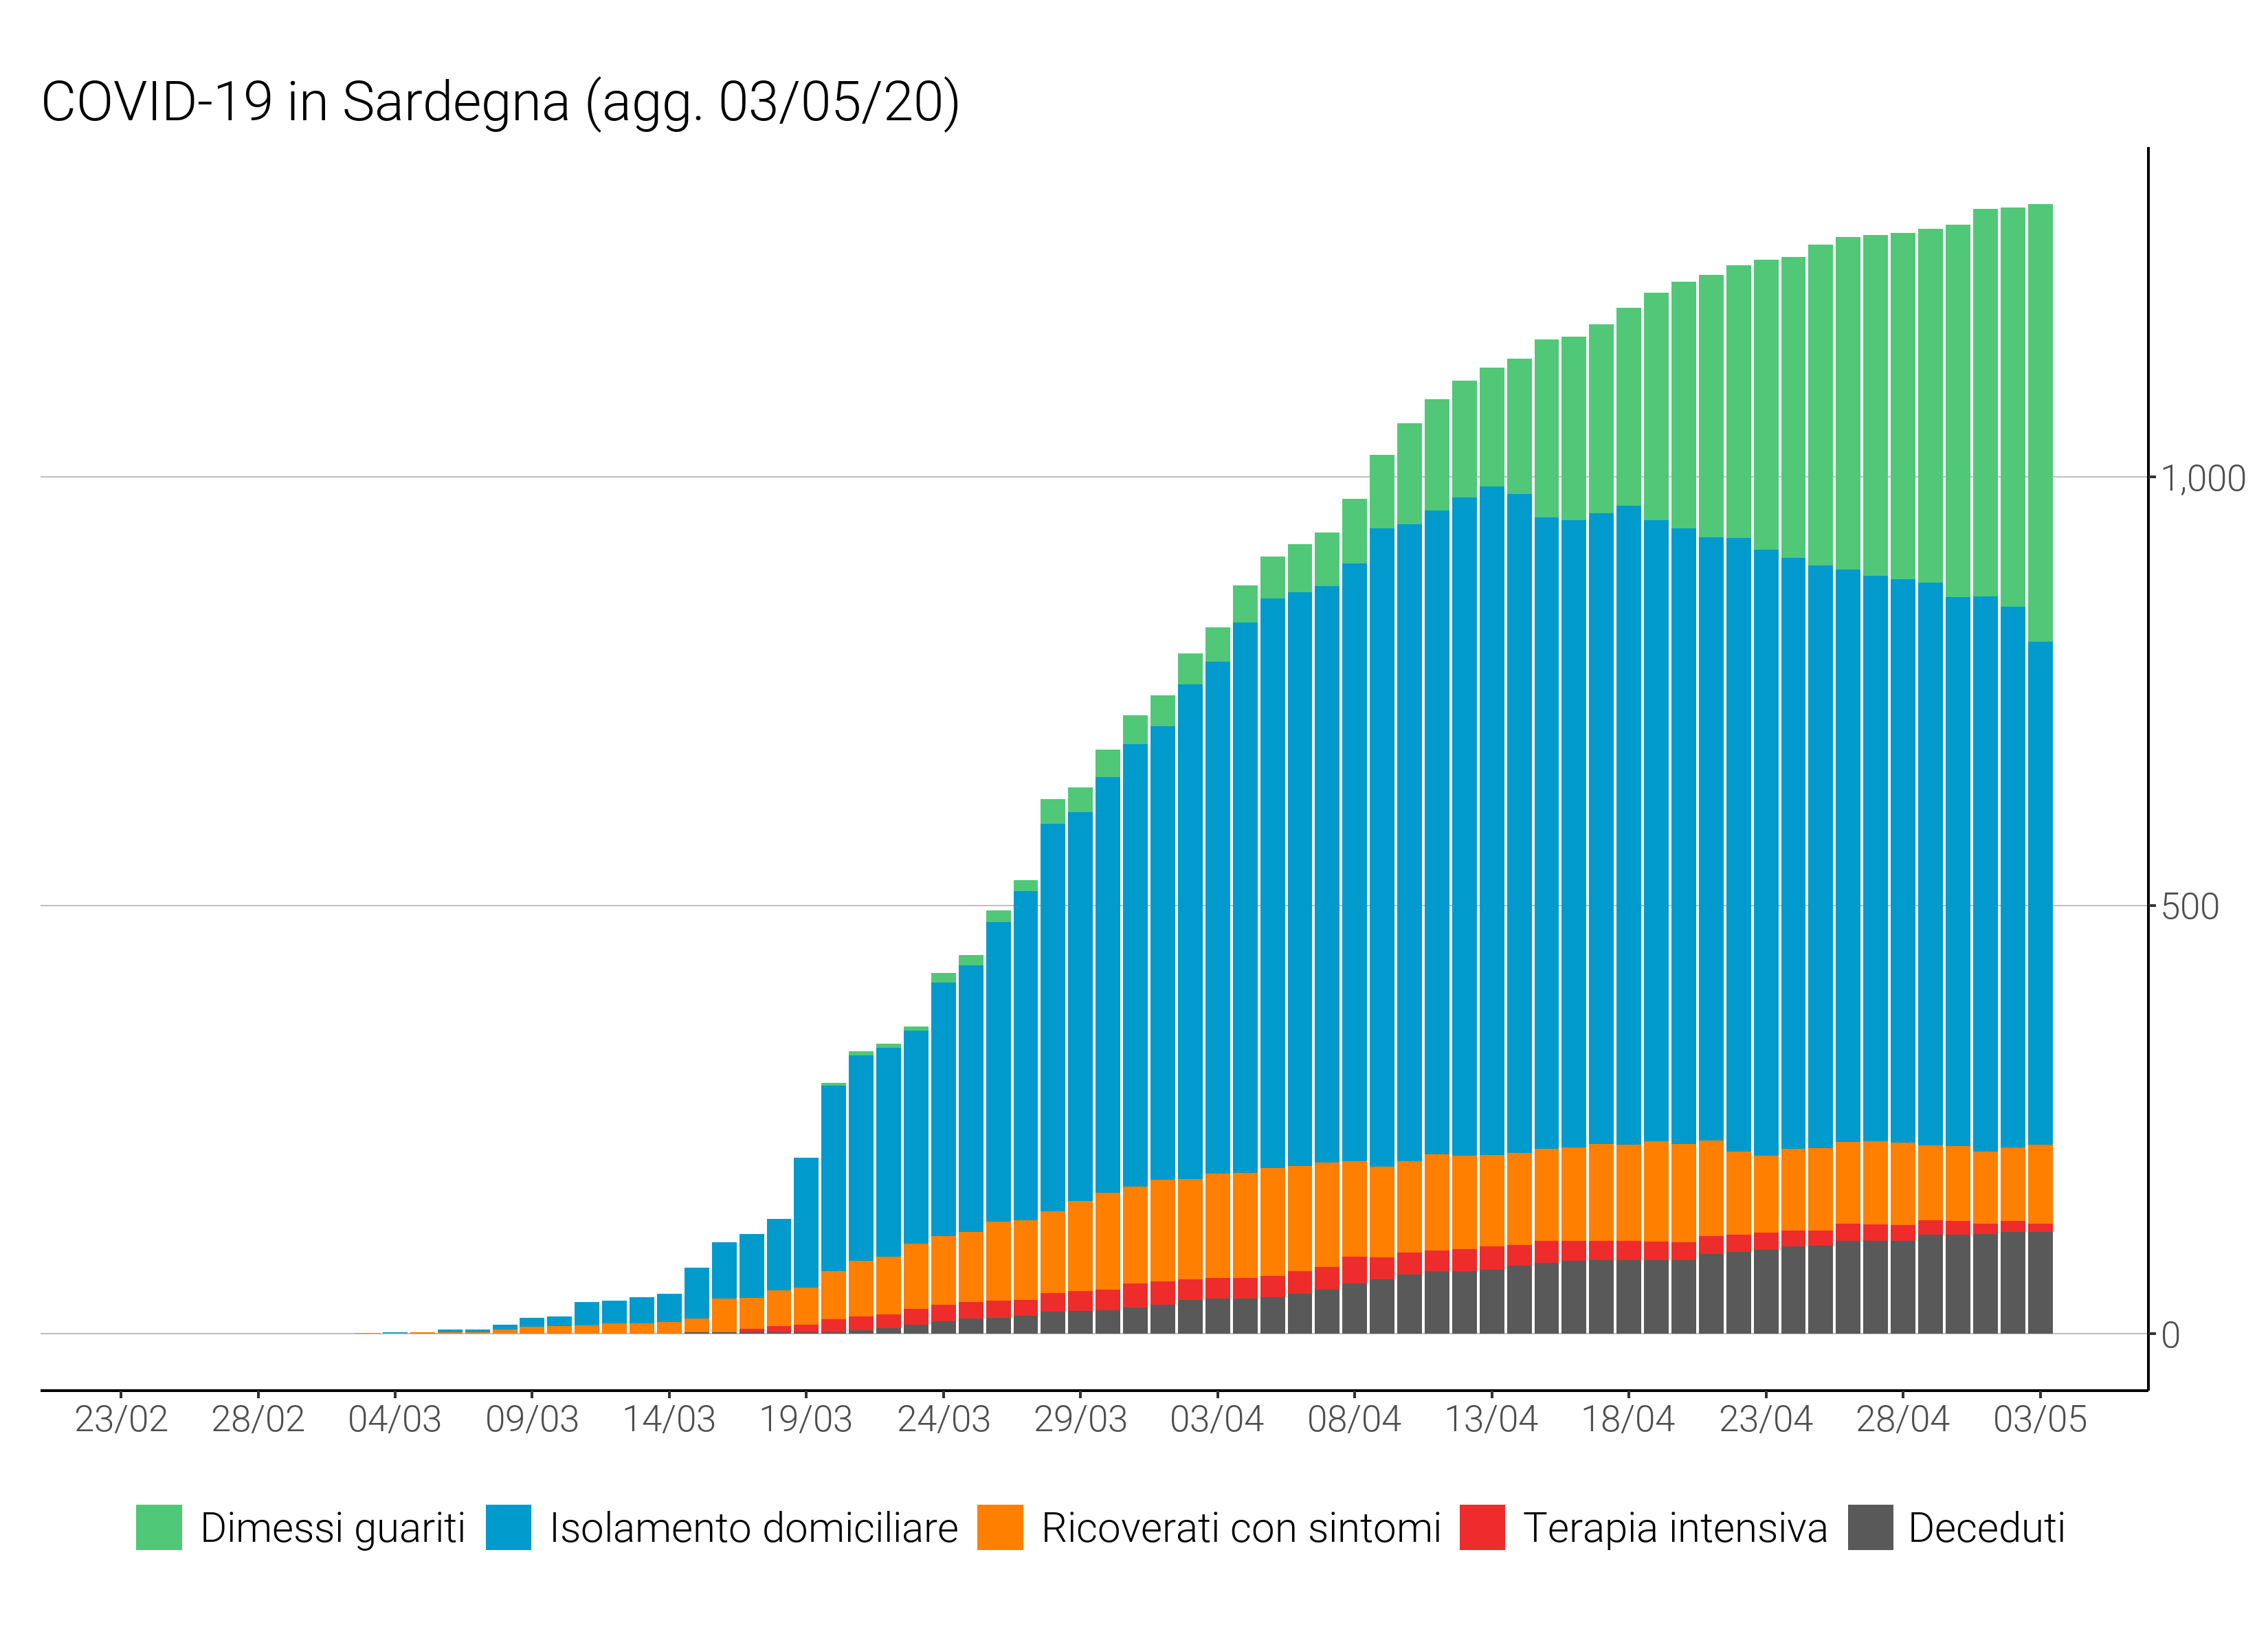 COVID-19 in Sardegna (agg. 03/05/20)
1,000
500
0
23/02 28/02 04/03 09/03 14/03 19/03 24/03 29/03 03/04 08/04 13/04 18/04 23/04 28/04 03/05
Dimessi guariti Isolamento domiciliare Ricoverati con sintomi Terapia intensiva Deceduti